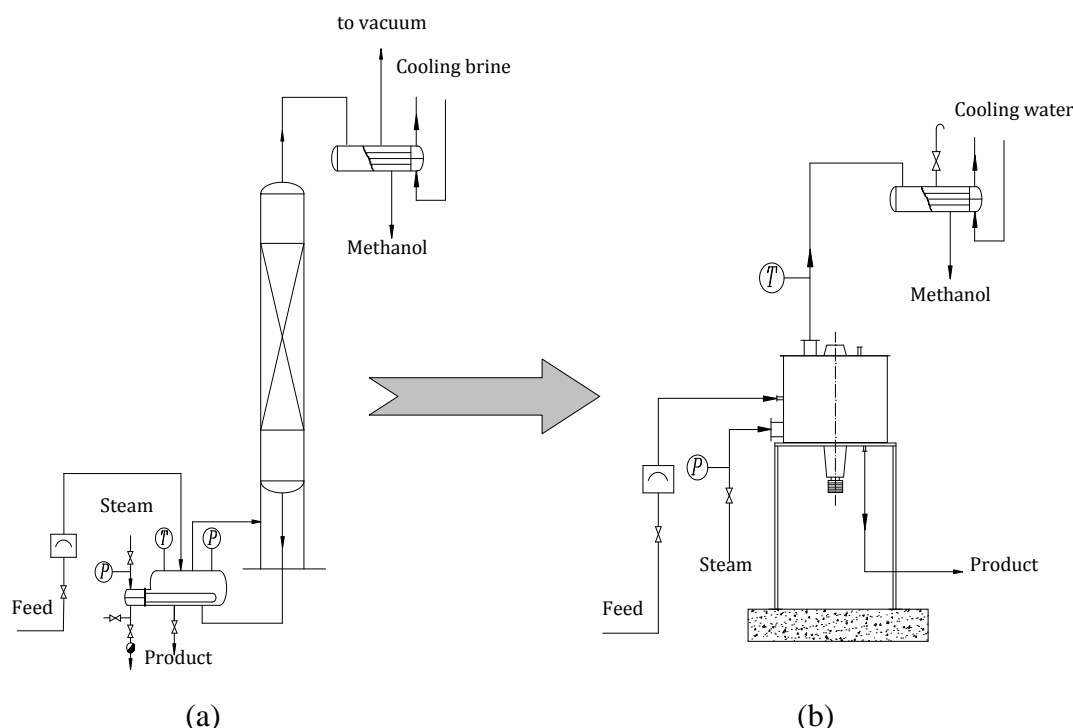 to vacuum
Cooling brine
Methanol
Steam
T
P
P
Feed
Product
(a)
Cooling water
T
Methanol
P
Steam
Product
Feed
(b)